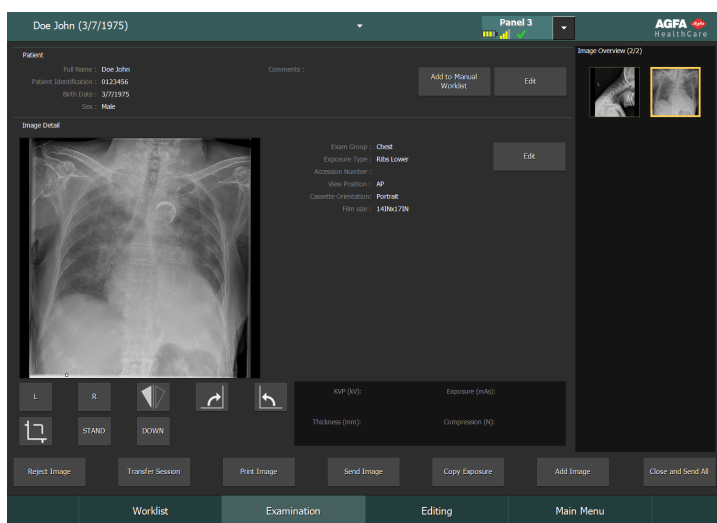 Doe John (3/7/1975)
Panel 3
AGFA
Agfa
HealthCare
Patient
Full Name : Doe John
Comments :
Patient Identification : 0123456
Birth Date : 3/7/1975
Sex : Male
Add to Manual
Worklist
Edit
Image Overview (2/2)
L
Image Detail
Exam Group : Chest
Exposure Type : Ribs Lower
Accession Number :
View Position : AP
Cassette Orientation: Portrait
Film size : 14INx17IN
Edit
L
R
STAND
DOWN
KVP (kV):
Exposure (mAs):
Thickness (mm):
Compression (N):
Reject Image
Transfer Session
Print Image
Send Image
Copy Exposure
Add Image
Close and Send All
Worklist
Examination
Editing
Main Menu